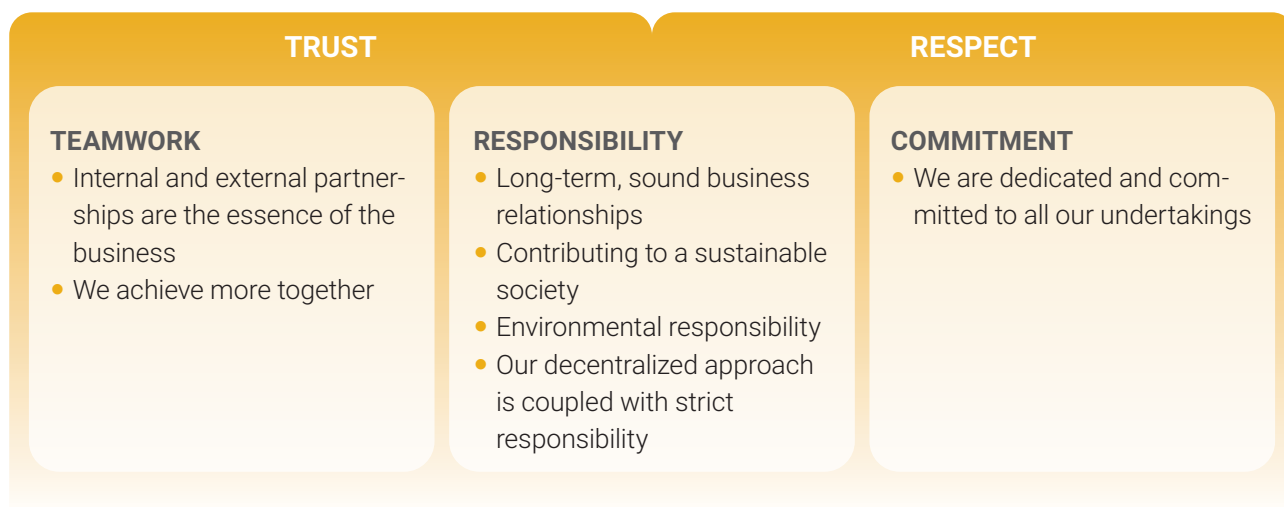 TRUST
RESPECT
TEAMWORK
• Internal and external partner-
ships are the essence of the
business
• We achieve more together
RESPONSIBILITY
• Long-term, sound business
relationships
• Contributing to a sustainable
society
• Environmental responsibility
• Our decentralized approach
is coupled with strict
responsibility
COMMITMENT
• We are dedicated and com-
mitted to all our undertakings